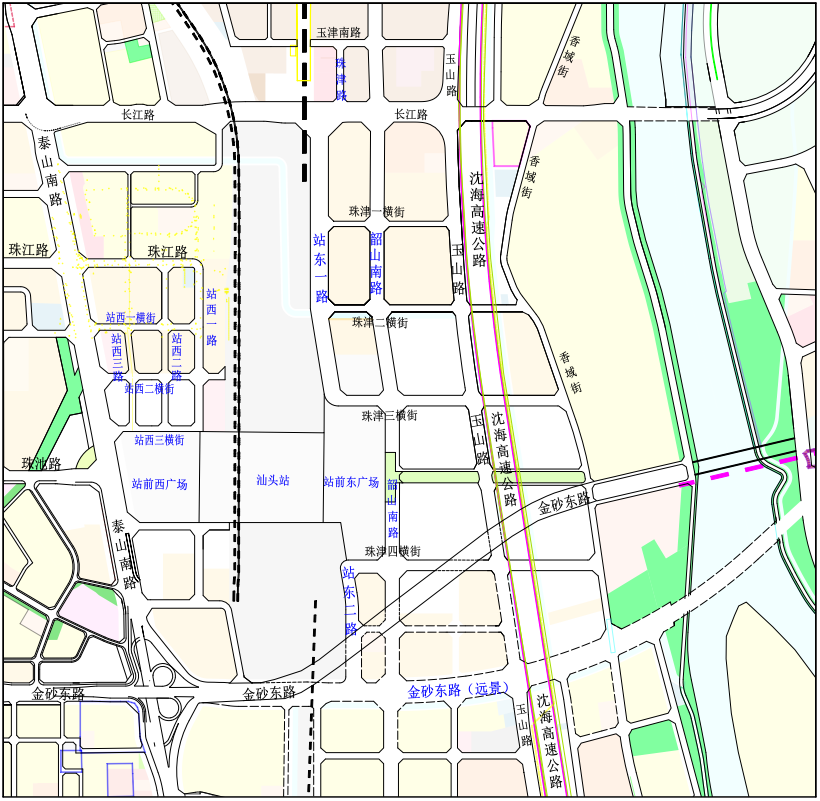 玉津南路
香域街
玉山路
珠津路
长江路
长江路
泰山南路
香域街
沈海高速公路
珠津一横街
站东一路
韶山南路
玉山路
珠江路
珠江路
站西一路
站西一横街
珠津二横街
站西三路
站西二路
香域街
站西二横街
珠津三横街
玉山路
沈海高速公路
站西三横街
珠池路
站前西广场
汕头站
站前东广场
韶山南路
金砂东路
泰山南路
珠津四横街
站东二路
金砂东路
金砂东路
金砂东路（远景）
玉山路
沈海高速公路